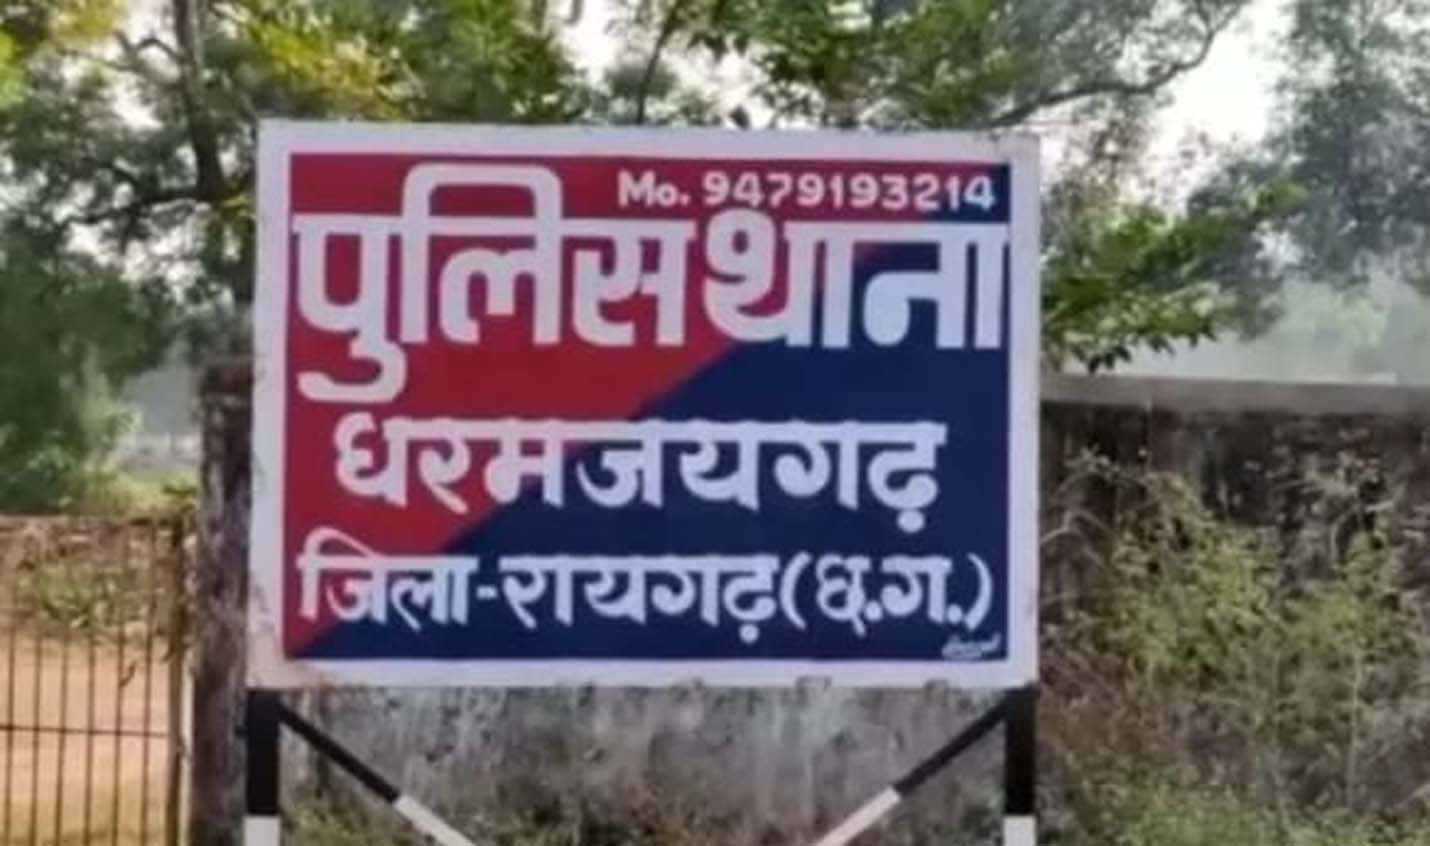 Mo. 9479193214
पुलिस थाना
धरमजयगढ़
जिला-रायगढ़(छ.ग.)